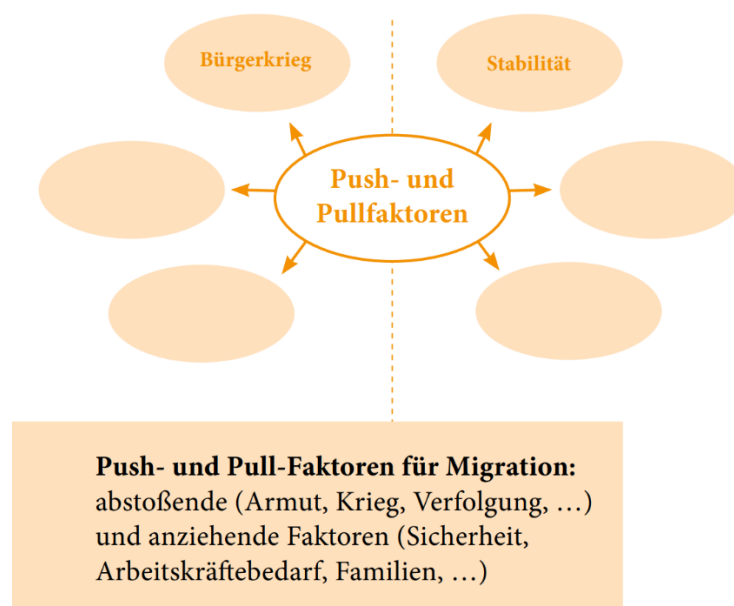 Bürgerkrieg
Stabilität
Push- und
Pullfaktoren
Push- und Pull-Faktoren für Migration:
abstoßende (Armut, Krieg, Verfolgung, …)
und anziehende Faktoren (Sicherheit,
Arbeitskräftebedarf, Familien, …)